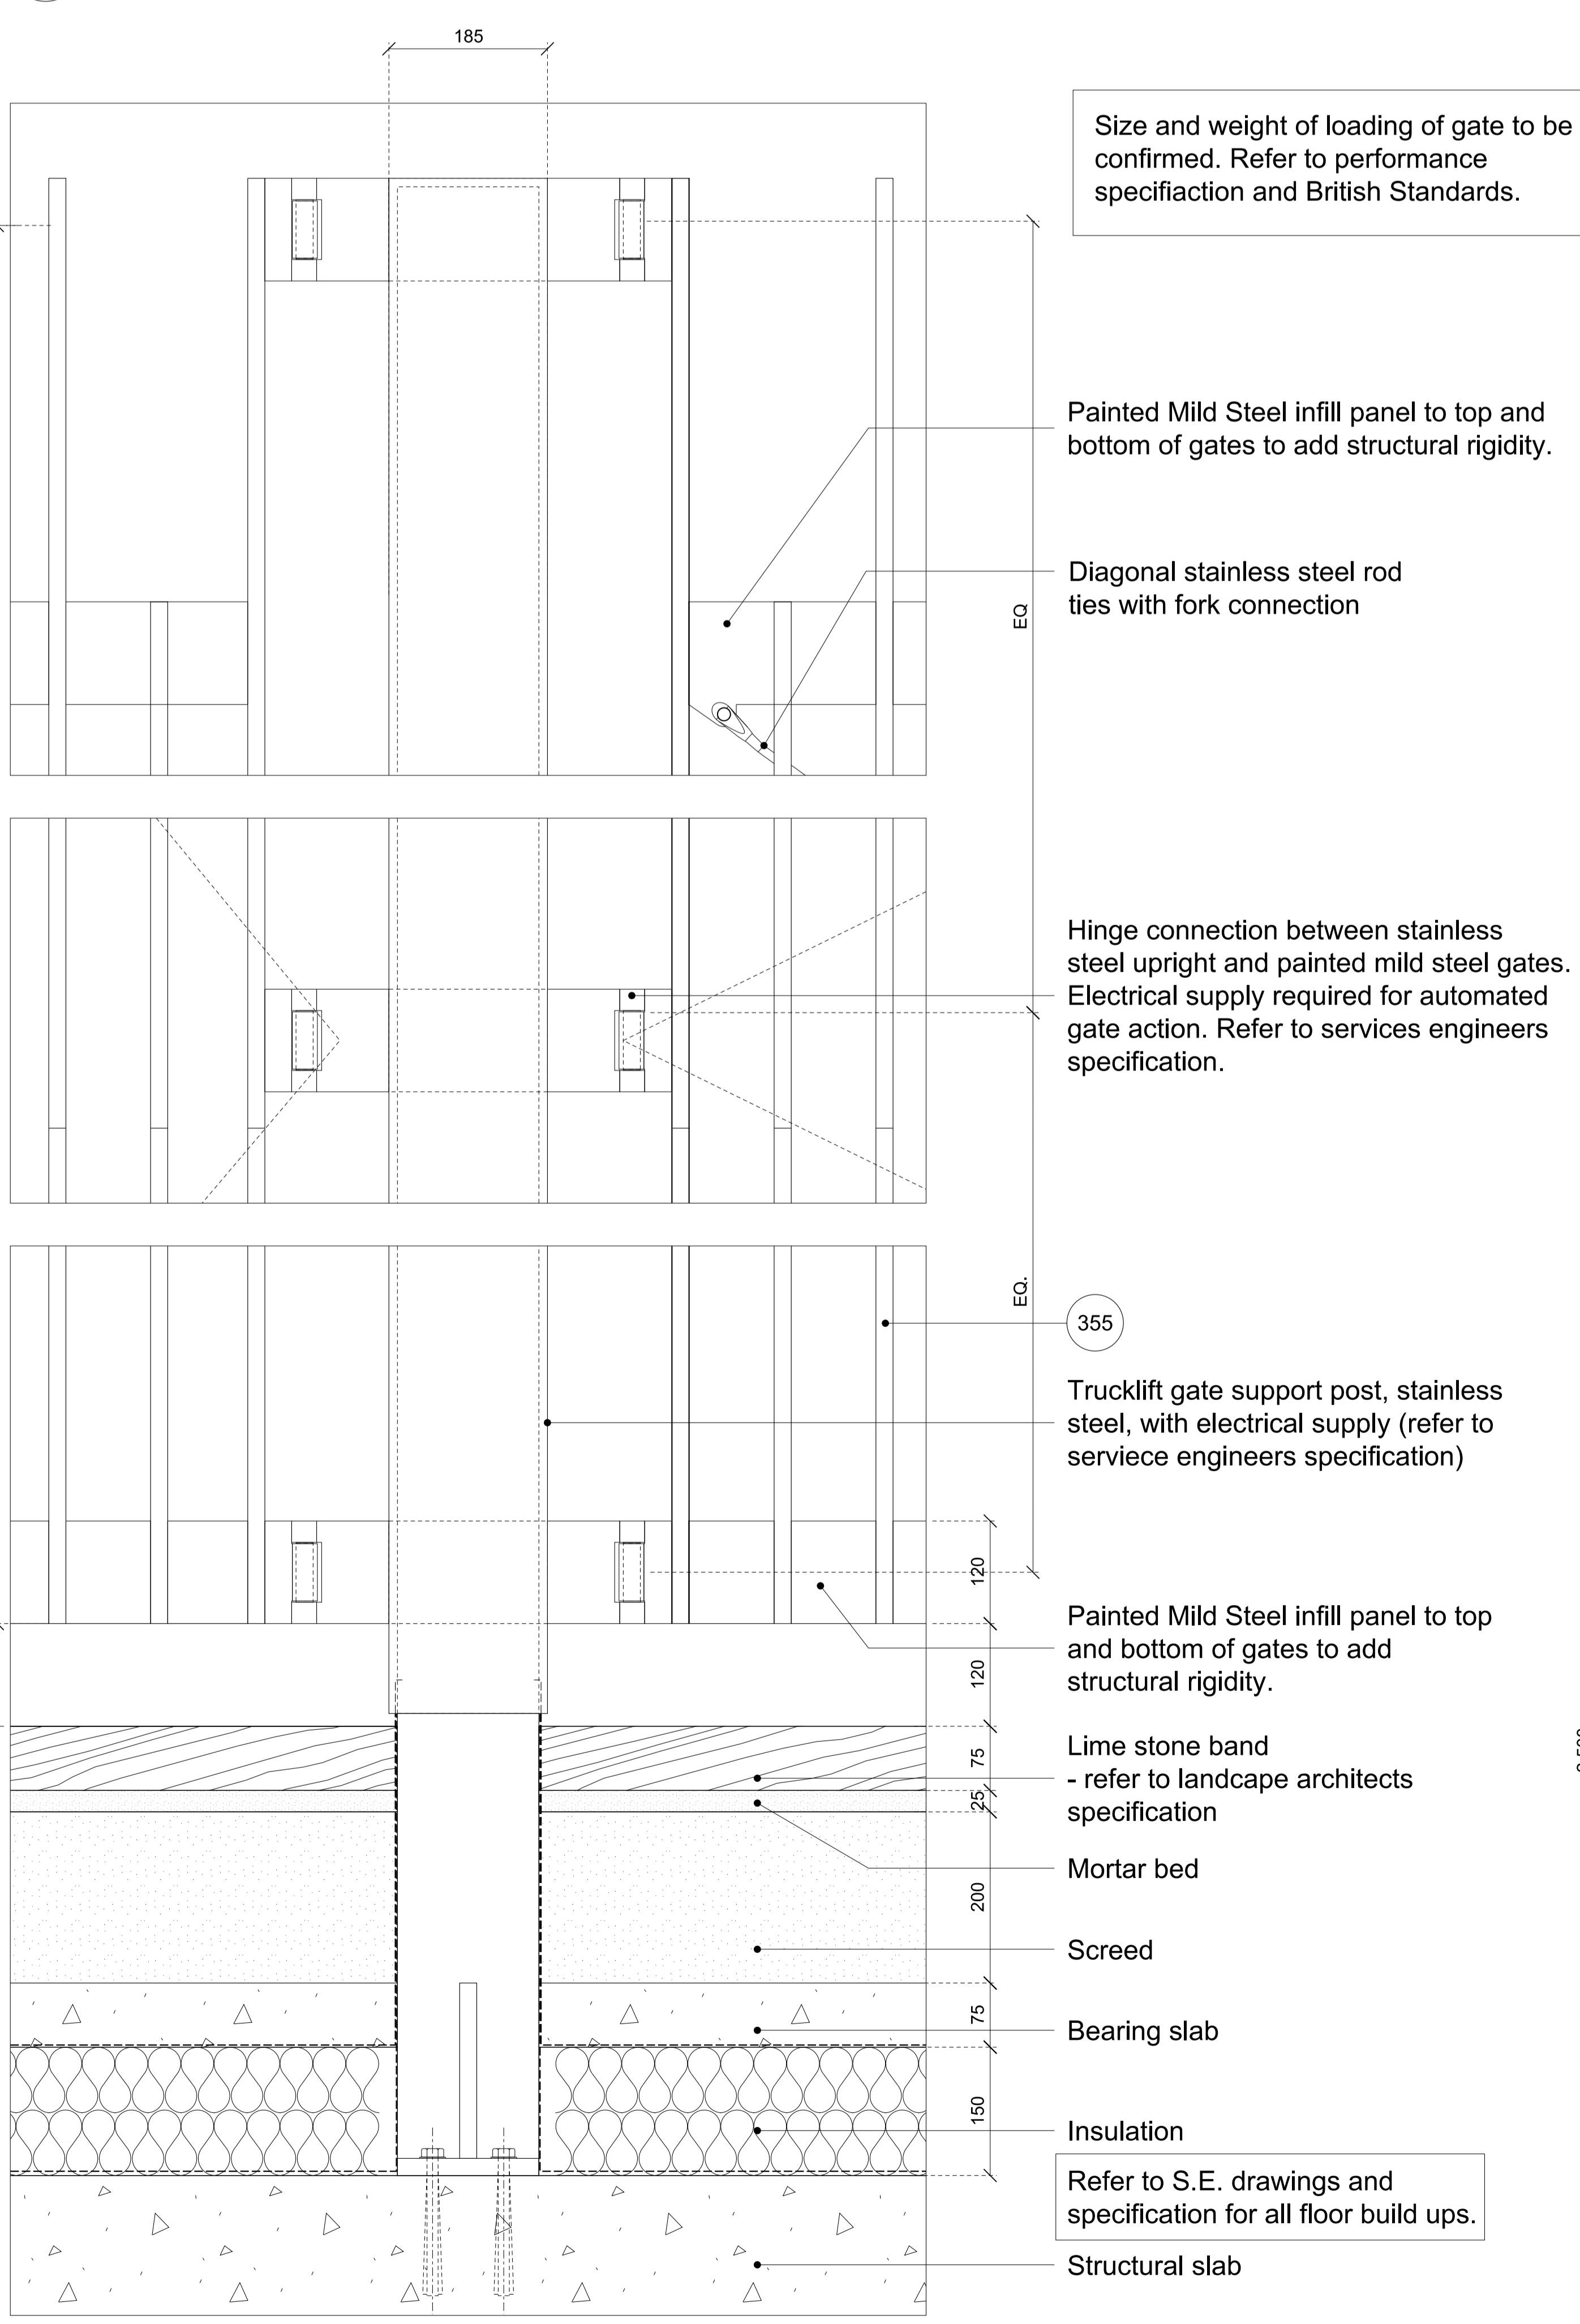 185
Size and weight of loading of gate to be
confirmed. Refer to performance
specifiaction and British Standards.
Painted Mild Steel infill panel to top and
bottom of gates to add structural rigidity.
Diagonal stainless steel rod
ties with fork connection
EQ
Hinge connection between stainless
steel upright and painted mild steel gates.
Electrical supply required for automated
gate action. Refer to services engineers
specification.
EQ.
355
Trucklift gate support post, stainless
steel, with electrical supply (refer to
serviece engineers specification)
120
Painted Mild Steel infill panel to top
and bottom of gates to add
structural rigidity.
120
Lime stone band
- refer to landcape architects
specification
75
25
Mortar bed
200
Screed
75
Bearing slab
150
Insulation
Refer to S.E. drawings and
specification for all floor build ups.
Structural slab